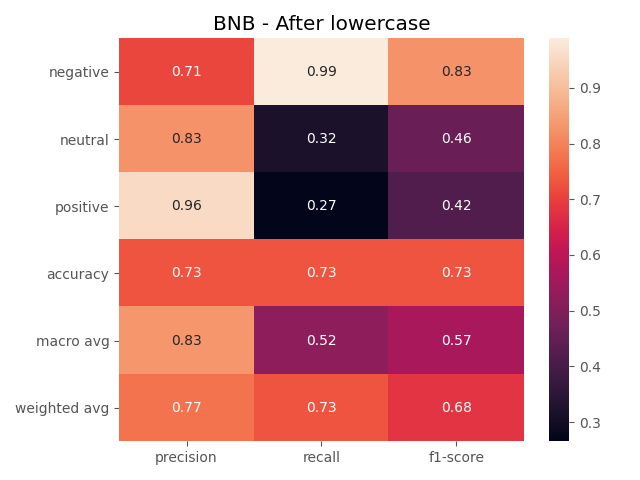 BNB - After lowercase
negative 0.71 0.99 0.83
neutral 0.83 0.32 0.46
positive 0.96 0.27 0.42
accuracy 0.73 0.73 0.73
macro avg 0.83 0.52 0.57
weighted avg 0.77 0.73 0.68
precision recall f1-score
0.9
0.8
0.7
0.6
0.5
0.4
0.3